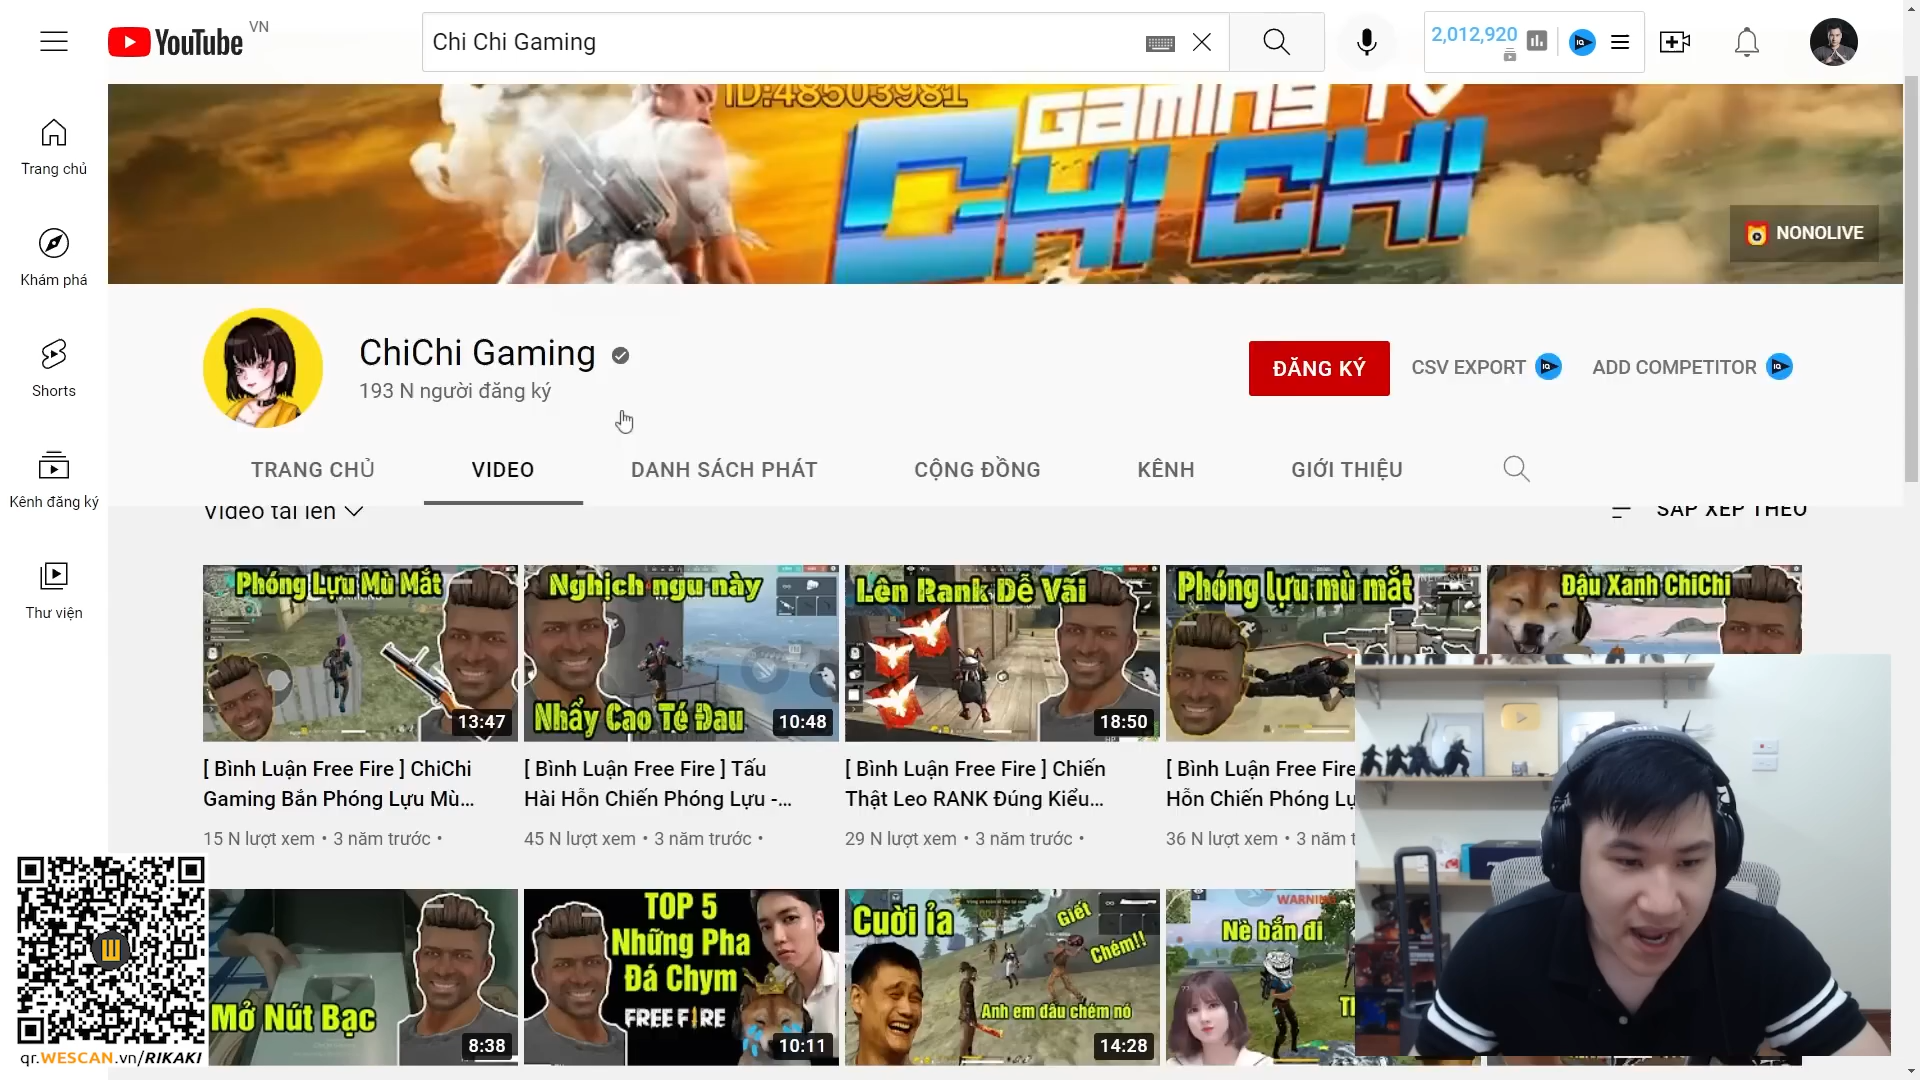 YouTube VN
Chi Chi Gaming
2,012,920
ID:48503981
GAMING TV
CHI CHI
NONOLIVE
Trang chủ
Khám phá
Shorts
Kênh đăng ký
Thư viện
ChiChi Gaming
193 N người đăng ký
ĐĂNG KÝ
CSV EXPORT
ADD COMPETITOR
TRANG CHỦ
VIDEO
DANH SÁCH PHÁT
CỘNG ĐỒNG
KÊNH
GIỚI THIỆU
Video tải lên
SẮP XẾP THEO
Phóng Lựu Mù Mắt
13:47
Nghịch ngu này
Nhẩy Cao Té Đau
10:48
Lên Rank Dễ Vãi
18:50
Phóng lựu mù mắt
Đậu Xanh ChiChi
[ Bình Luận Free Fire ] ChiChi
Gaming Bắn Phóng Lựu Mù...
15 N lượt xem • 3 năm trước •
[ Bình Luận Free Fire ] Tấu
Hài Hỗn Chiến Phóng Lựu -...
45 N lượt xem • 3 năm trước •
[ Bình Luận Free Fire ] Chiến
Thật Leo RANK Đúng Kiểu...
29 N lượt xem • 3 năm trước •
[ Bình Luận Free Fire
Hỗn Chiến Phóng Lự
36 N lượt xem • 3 năm t
Mở Nút Bạc
8:38
TOP 5
Những Pha
Đá Chym
FREE FIRE
10:11
Cuời ỉa
Giết
Chém!!
Anh em đâu chém nó
14:28
WARNING
Nè bắn đi
qr.WESCAN.vn/RIKAKI